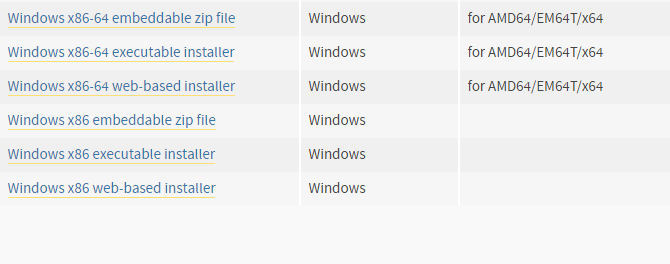 Windows x86-64 embeddable zip file Windows for AMD64/EM64T/x64
Windows x86-64 executable installer Windows for AMD64/EM64T/x64
Windows x86-64 web-based installer Windows for AMD64/EM64T/x64
Windows x86 embeddable zip file Windows
Windows x86 executable installer Windows
Windows x86 web-based installer Windows